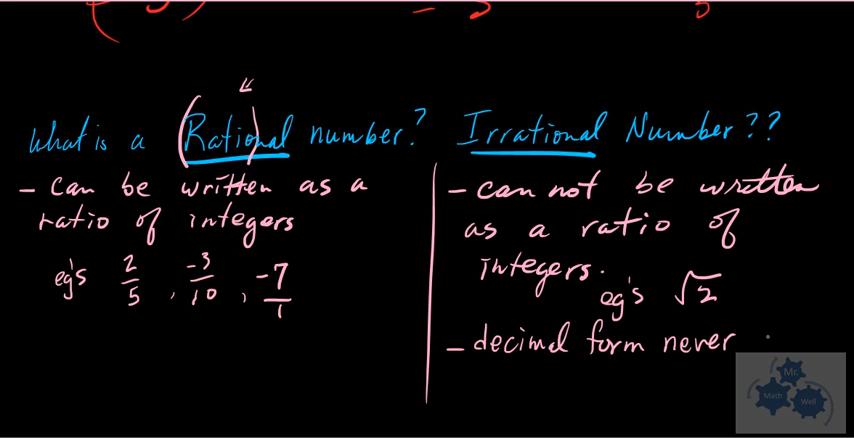 What is a (Rational) number?
- can be written as a
ratio of integers
eg's 2/5, -3/10, -7/1
Irrational Number??
- can not be written
as a ratio of
integers.
eg's √2
- decimal form never
Mr.
Math
Well